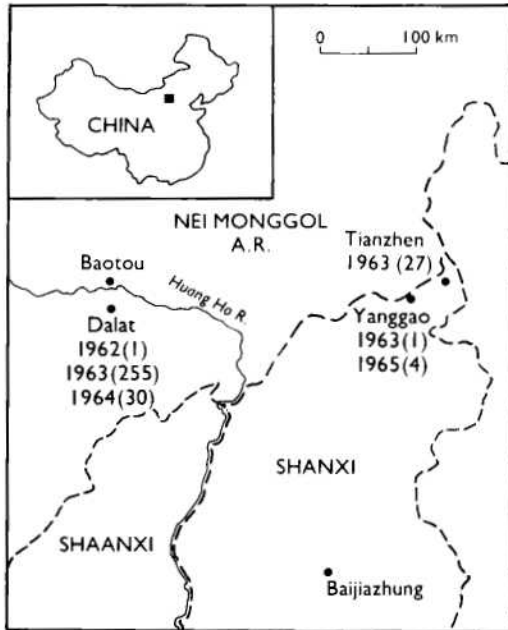 0 100 km
CHINA
NEI MONGGOL
A.R.
Tianzhen
1963 (27)
Baotou
Huang Ho R.
Dalat
1962(1)
1963(255)
1964(30)
Yanggao
1963(1)
1965(4)
SHANXI
SHAANXI
Baijiazhung